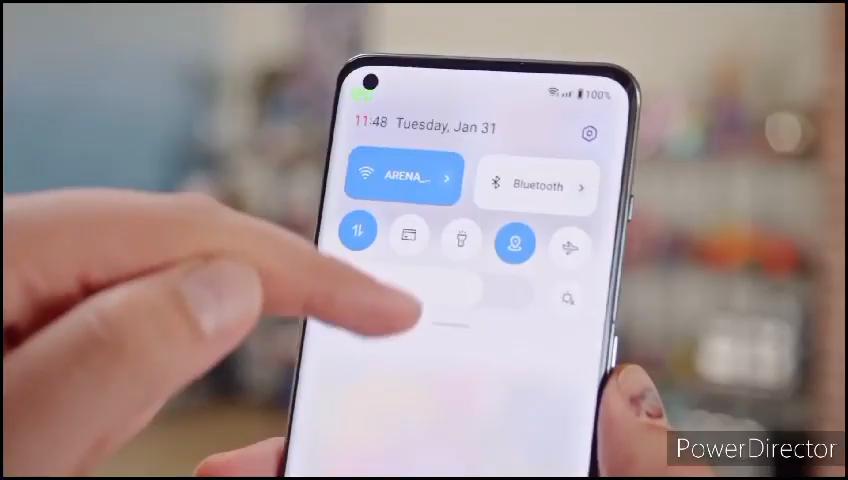 100%
11:48 Tuesday, Jan 31
ARENA_...
Bluetooth
PowerDirector